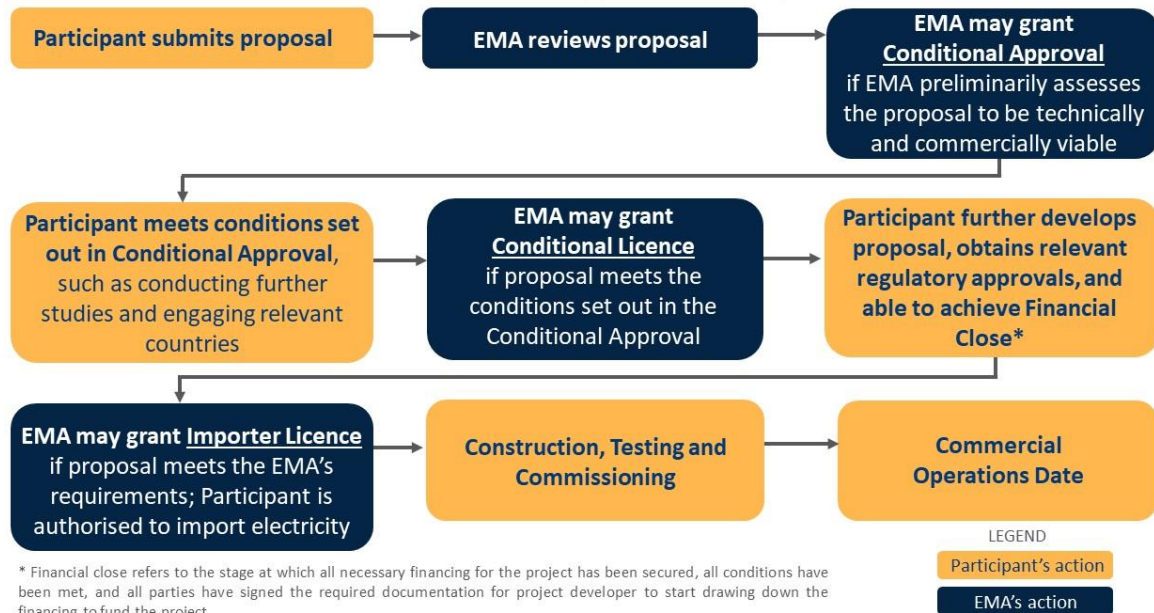 Participant submits proposal
EMA reviews proposal
EMA may grant
Conditional Approval
if EMA preliminarily assesses
the proposal to be technically
and commercially viable
Participant meets conditions set
out in Conditional Approval,
such as conducting further
studies and engaging relevant
countries
EMA may grant
Conditional Licence
if proposal meets the
conditions set out in the
Conditional Approval
Participant further develops
proposal, obtains relevant
regulatory approvals, and
able to achieve Financial
Close*
EMA may grant Importer Licence
if proposal meets the EMA's
requirements; Participant is
authorised to import electricity
Construction, Testing and
Commissioning
Commercial
Operations Date
LEGEND
Participant's action
EMA's action
* Financial close refers to the stage at which all necessary financing for the project has been secured, all conditions have
been met, and all parties have signed the required documentation for project developer to start drawing down the
financing to fund the project